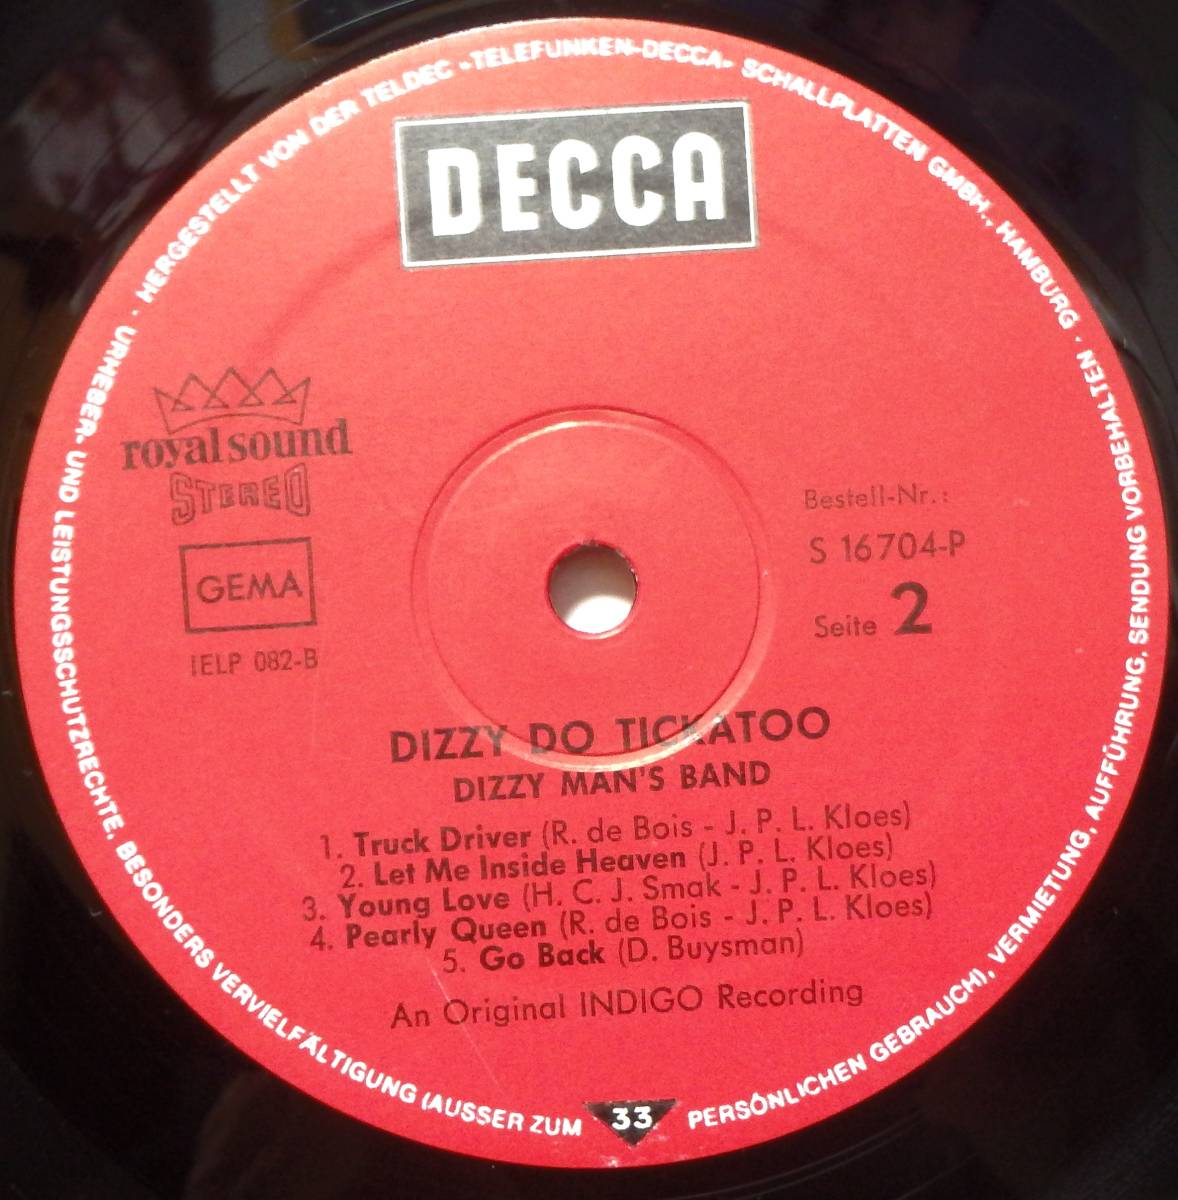 HERGESTELLT VON DER TELDEC »TELEFUNKEN-DECCA« SCHALLPLATTEN GMBH., HAMBURG · URHEBER- UND LEISTUNGSSCHUTZRECHTE, BESONDERS VERVIELFÄLTIGUNG (AUSSER ZUM PERSÖNLICHEN GEBRAUCH), VERMIETUNG, AUFFÜHRUNG, SENDUNG VORBEHALTEN ·
DECCA
royal sound
STEREO
GEMA
IELP 082-B
Bestell-Nr.:
S 16704-P
Seite 2
DIZZY DO TICKATOO
DIZZY MAN'S BAND
1. Truck Driver (R. de Bois - J. P. L. Kloes)
2. Let Me Inside Heaven (J. P. L. Kloes)
3. Young Love (H. C. J. Smak - J. P. L. Kloes)
4. Pearly Queen (R. de Bois - J. P. L. Kloes)
5. Go Back (D. Buysman)
An Original INDIGO Recording
33